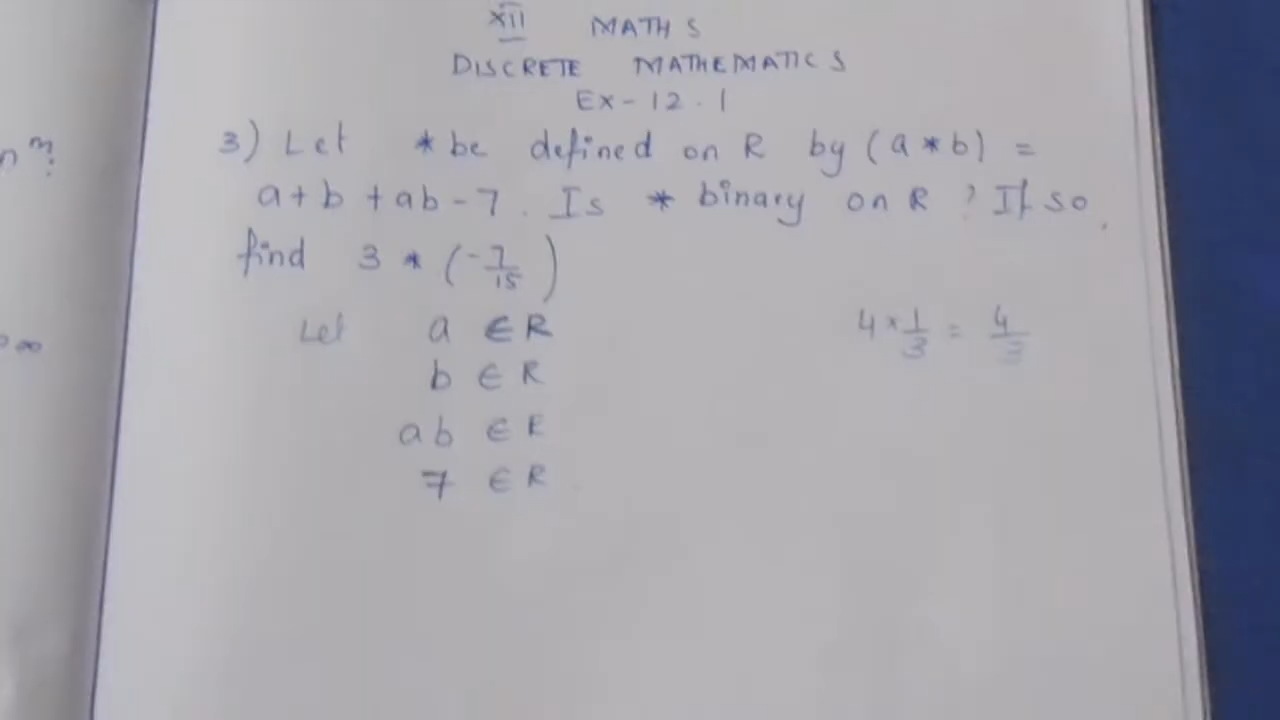 XII MATHS
DISCRETE MATHEMATICS
Ex - 12.1
3) Let * be defined on R by (a * b) =
a + b + ab - 7. Is * binary on R ? If so
find 3 * (-7/15)
Let a ∈ R
b ∈ R
ab ∈ R
7 ∈ R
4 * 1/3 = 4/3
∞